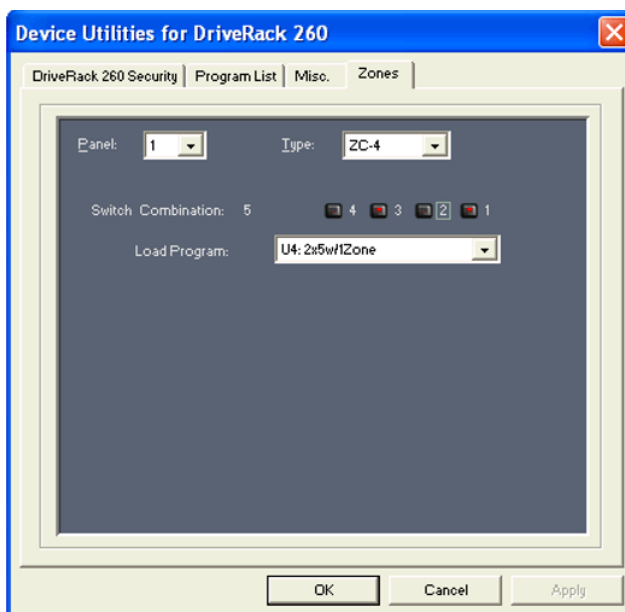 Device Utilities for DriveRack 260
DriveRack 260 Security Program List Misc. Zones
Panel: 1 Type: ZC-4
Switch Combination: 5 4 3 2 1
Load Program: U4: 2x5w/1Zone
OK Cancel Apply